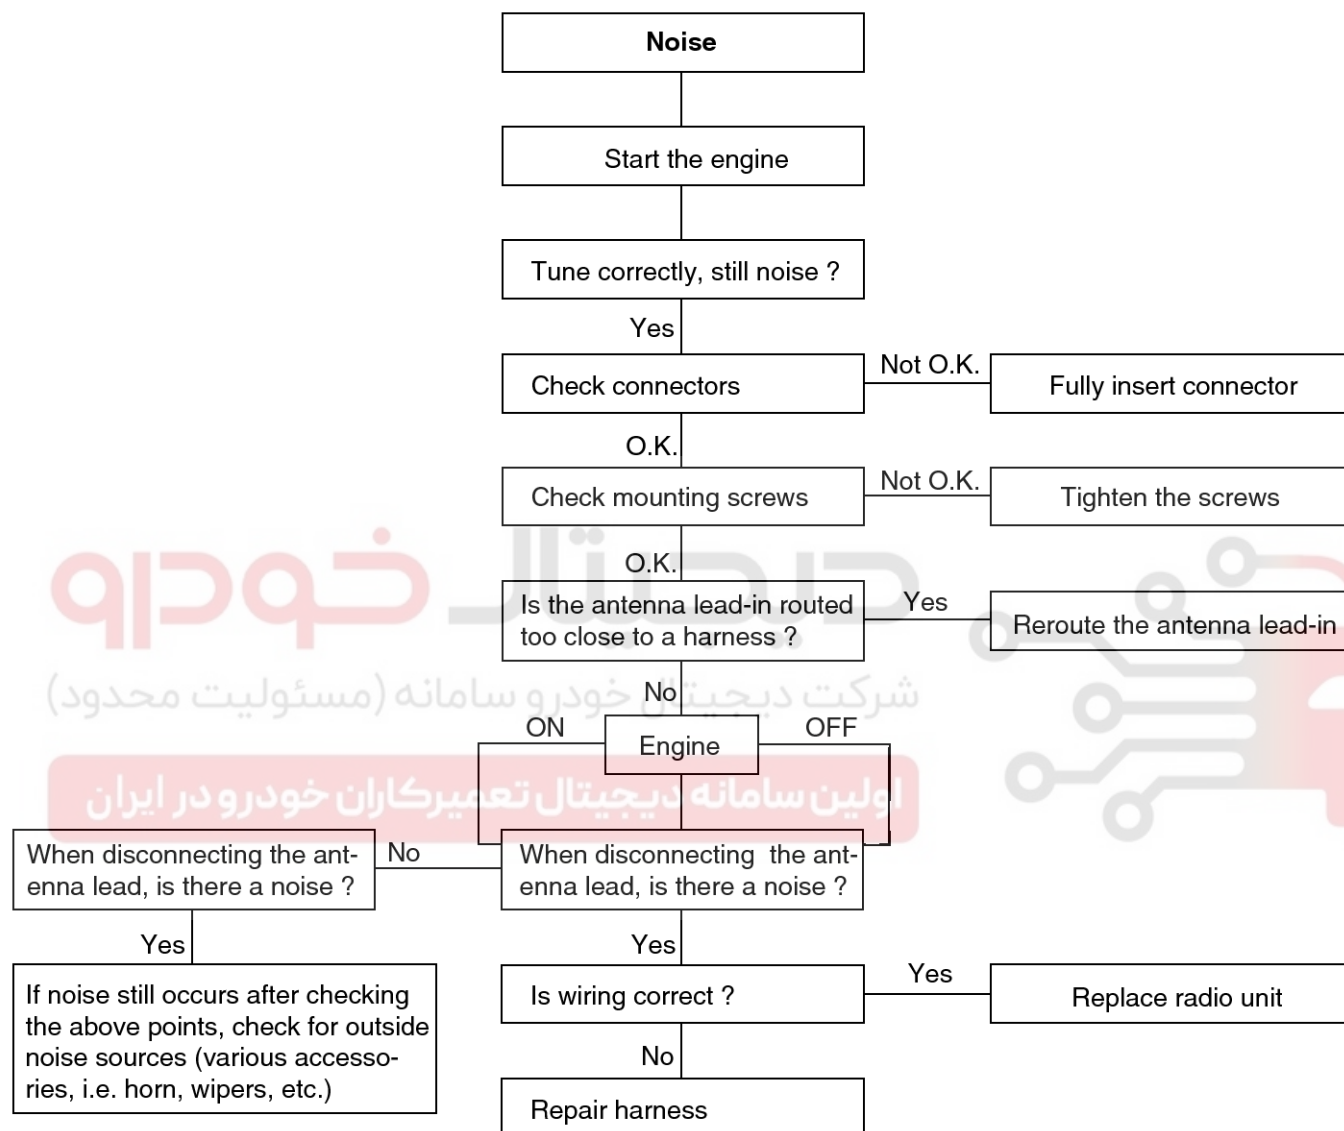 Noise
Start the engine
Tune correctly, still noise ?
Yes
Check connectors
Not O.K.
Fully insert connector
O.K.
Check mounting screws
Not O.K.
Tighten the screws
O.K.
Is the antenna lead-in routed
too close to a harness ?
Yes
Reroute the antenna lead-in
No
ON
Engine
OFF
When disconnecting the ant-
enna lead, is there a noise ?
No
When disconnecting the ant-
enna lead, is there a noise ?
Yes
If noise still occurs after checking
the above points, check for outside
noise sources (various accesso-
ries, i.e. horn, wipers, etc.)
Yes
Is wiring correct ?
Yes
Replace radio unit
No
Repair harness
دیجیتال خودرو
شرکت دیجیتال خودرو سامانه (مسئولیت محدود)
اولین سامانه دیجیتال تعمیرکاران خودرو در ایران